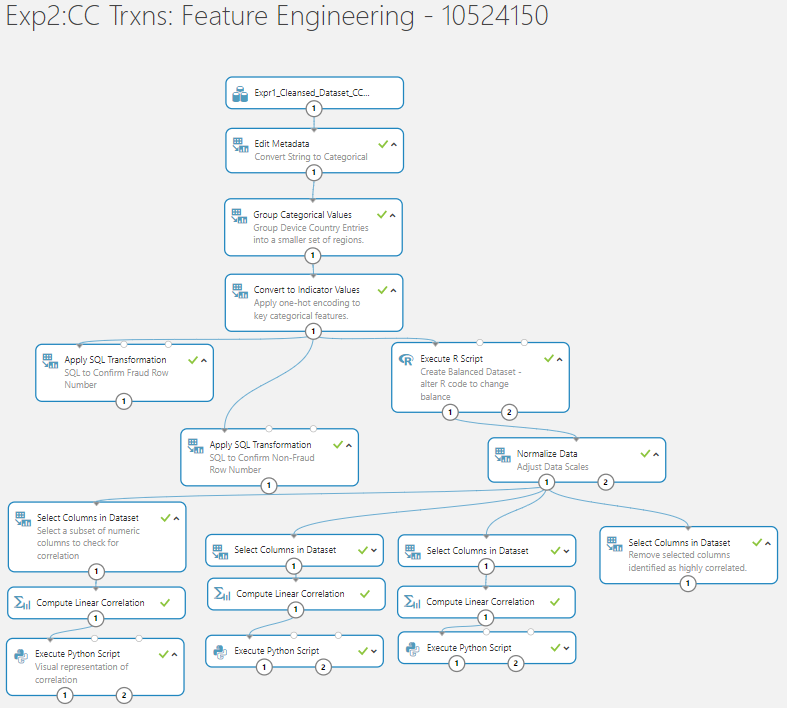 Exp2:CC Trxns: Feature Engineering - 10524150
Expr1_Cleansed_Dataset_CC...
1
Edit Metadata
Convert String to Categorical
1
Group Categorical Values
Group Device Country Entries
into a smaller set of regions.
1
Convert to Indicator Values
Apply one-hot encoding to
key categorical features.
1
Apply SQL Transformation
SQL to Confirm Fraud Row
Number
1
Execute R Script
Create Balanced Dataset -
alter R code to change
balance
1 2
Apply SQL Transformation
SQL to Confirm Non-Fraud
Row Number
1
Normalize Data
Adjust Data Scales
1 2
Select Columns in Dataset
Select a subset of numeric
columns to check for
correlation
1
Compute Linear Correlation
1
Execute Python Script
Visual representation of
correlation
1 2
Select Columns in Dataset
1
Compute Linear Correlation
1
Execute Python Script
1 2
Select Columns in Dataset
1
Compute Linear Correlation
1
Execute Python Script
1 2
Select Columns in Dataset
Remove selected columns
identified as highly correlated.
1